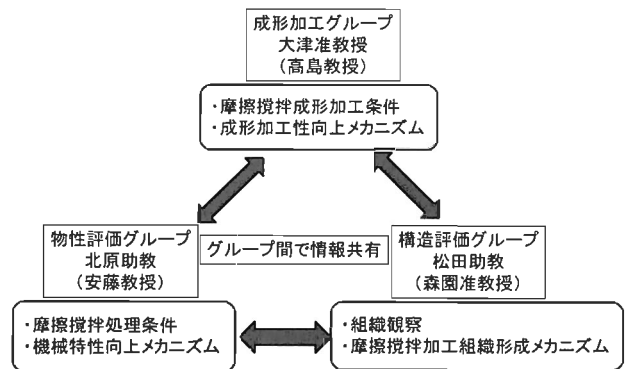 成形加工グループ
大津准教授
(高島教授)
・摩擦撹拌成形加工条件
・成形加工性向上メカニズム
物性評価グループ
北原助教
(安藤教授)
グループ間で情報共有
構造評価グループ
松田助教
(森園准教授)
・摩擦撹拌処理条件
・機械特性向上メカニズム
・組織観察
・摩擦撹拌加工組織形成メカニズム